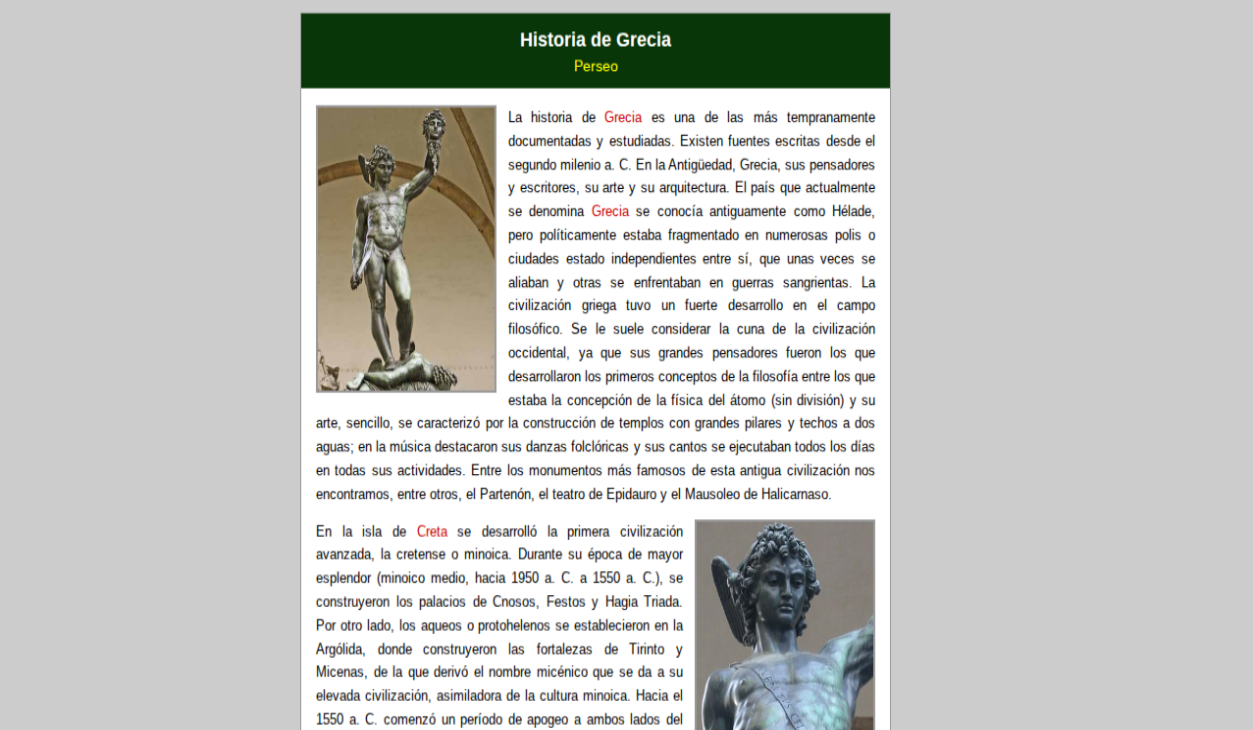 Historia de Grecia
Perseo
La historia de Grecia es una de las más tempranamente
documentadas y estudiadas. Existen fuentes escritas desde el
segundo milenio a. C. En la Antigüedad, Grecia, sus pensadores
y escritores, su arte y su arquitectura. El país que actualmente
se denomina Grecia se conocía antiguamente como Hélade,
pero políticamente estaba fragmentado en numerosas polis o
ciudades estado independientes entre sí, que unas veces se
aliaban y otras se enfrentaban en guerras sangrientas. La
civilización griega tuvo un fuerte desarrollo en el campo
filosófico. Se le suele considerar la cuna de la civilización
occidental, ya que sus grandes pensadores fueron los que
desarrollaron los primeros conceptos de la filosofía entre los que
estaba la concepción de la física del átomo (sin división) y su
arte, sencillo, se caracterizó por la construcción de templos con grandes pilares y techos a dos
aguas; en la música destacaron sus danzas folclóricas y sus cantos se ejecutaban todos los días
en todas sus actividades. Entre los monumentos más famosos de esta antigua civilización nos
encontramos, entre otros, el Partenón, el teatro de Epidauro y el Mausoleo de Halicarnaso.
En la isla de Creta se desarrolló la primera civilización
avanzada, la cretense o minoica. Durante su época de mayor
esplendor (minoico medio, hacia 1950 a. C. a 1550 a. C.), se
construyeron los palacios de Cnosos, Festos y Hagia Triada.
Por otro lado, los aqueos o protohelenos se establecieron en la
Argólida, donde construyeron las fortalezas de Tirinto y
Micenas, de la que derivó el nombre micénico que se da a su
elevada civilización, asimiladora de la cultura minoica. Hacia el
1550 a. C. comenzó un período de apogeo a ambos lados del